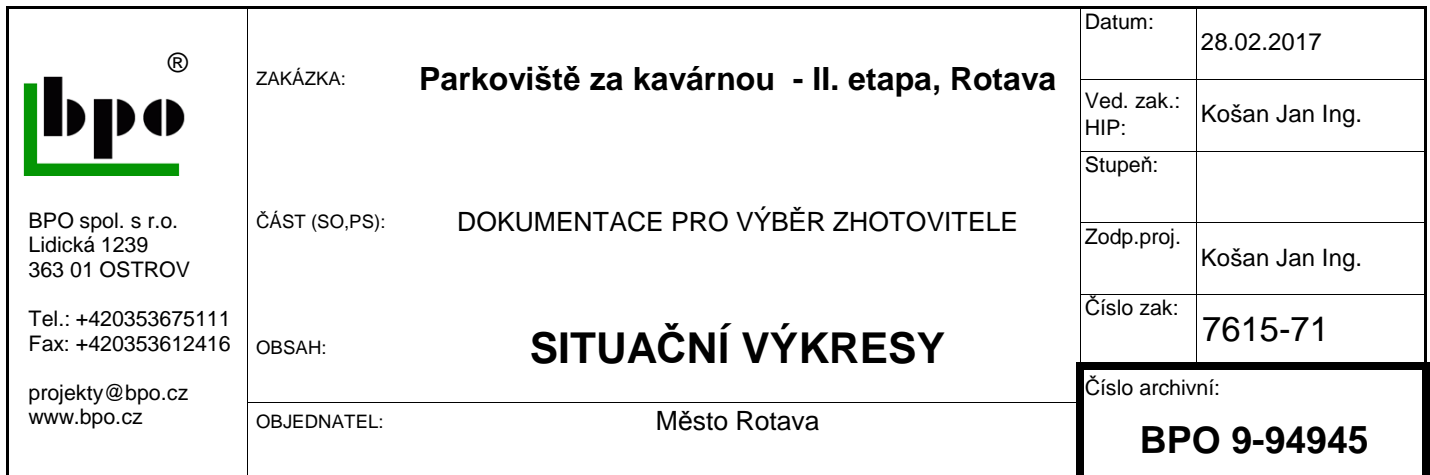 ®
bpo
BPO spol. s r.o.
Lidická 1239
363 01 OSTROV
Tel.: +420353675111
Fax: +420353612416
projekty@bpo.cz
www.bpo.cz
ZAKÁZKA: Parkoviště za kavárnou - II. etapa, Rotava
ČÁST (SO,PS): DOKUMENTACE PRO VÝBĚR ZHOTOVITELE
OBSAH: SITUAČNÍ VÝKRESY
OBJEDNATEL: Město Rotava
Datum: 28.02.2017
Ved. zak.:
HIP: Košan Jan Ing.
Stupeň:
Zodp.proj. Košan Jan Ing.
Číslo zak: 7615-71
Číslo archivní:
BPO 9-94945